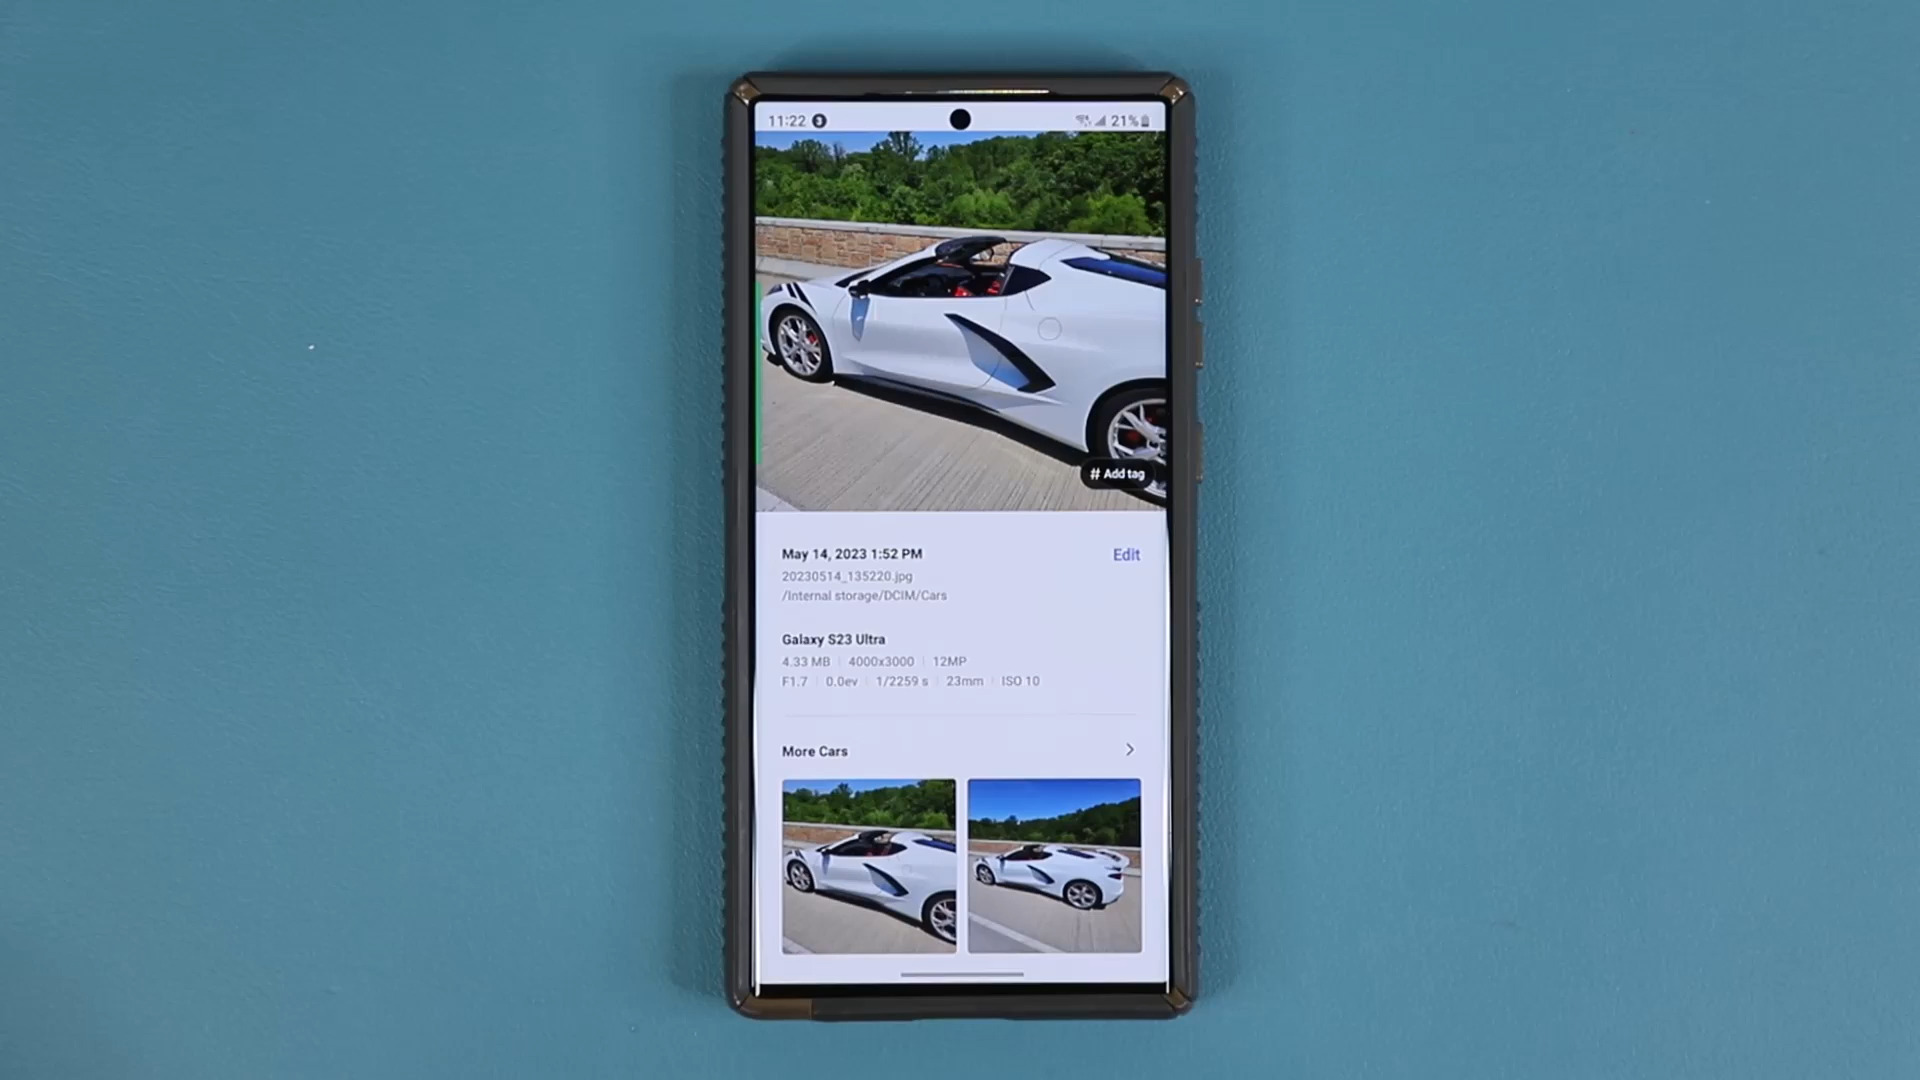 11:22 3 21%
# Add tag
May 14, 2023 1:52 PM Edit
20230514_135220.jpg
/Internal storage/DCIM/Cars
Galaxy S23 Ultra
4.33 MB 4000x3000 12MP
F1.7 0.0ev 1/2259 s 23mm ISO 10
More Cars